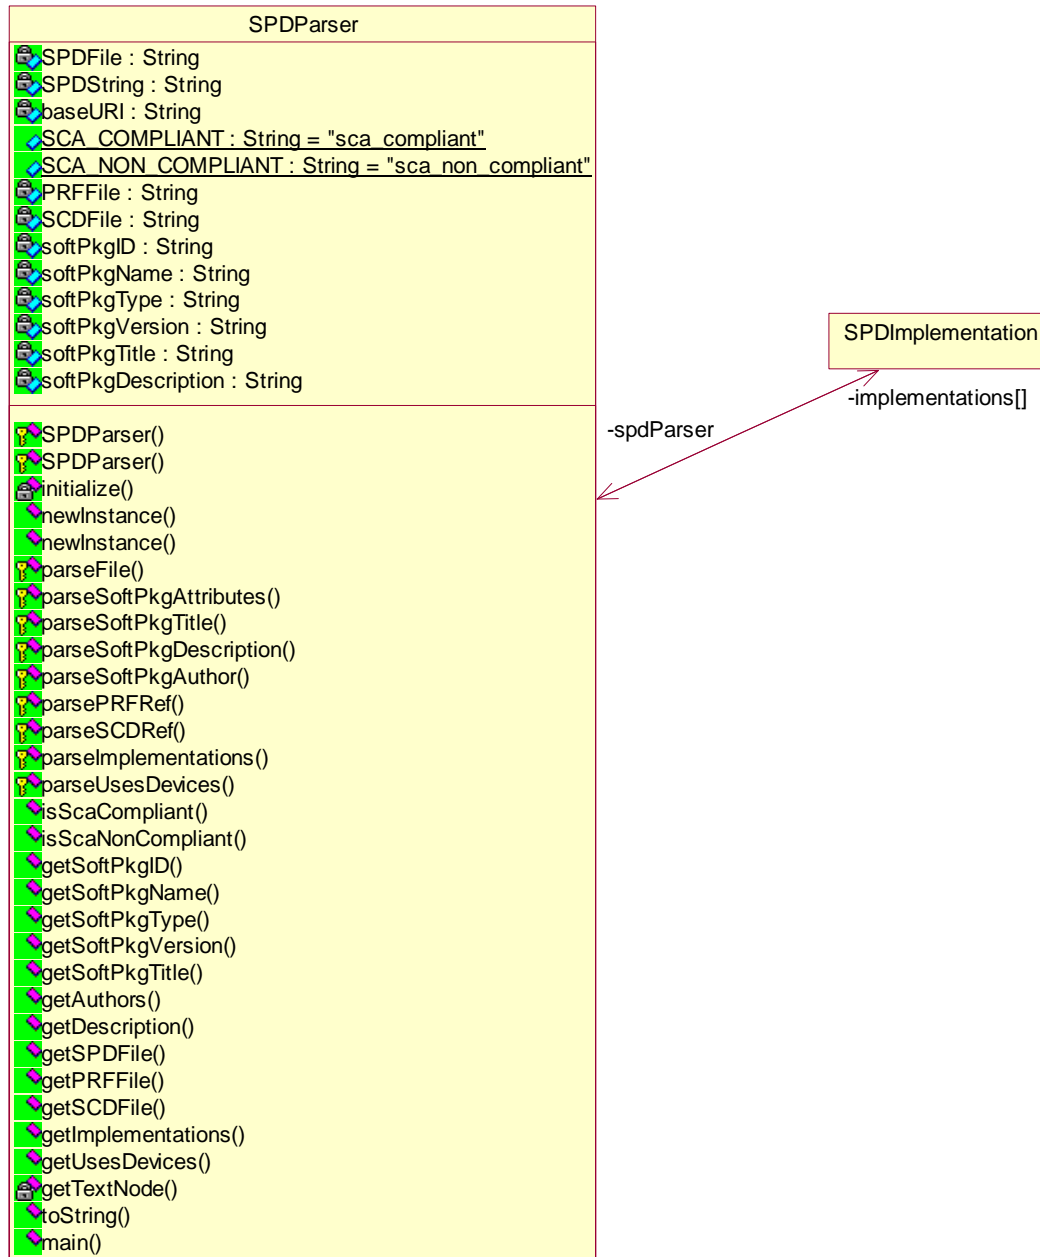 SPDParser
SPDFile : String
SPDString : String
baseURI : String
SCA_COMPLIANT : String = "sca_compliant"
SCA_NON_COMPLIANT : String = "sca_non_compliant"
PRFFile : String
SCDFile : String
softPkgID : String
softPkgName : String
softPkgType : String
softPkgVersion : String
softPkgTitle : String
softPkgDescription : String
SPDParser()
SPDParser()
initialize()
newInstance()
newInstance()
parseFile()
parseSoftPkgAttributes()
parseSoftPkgTitle()
parseSoftPkgDescription()
parseSoftPkgAuthor()
parsePRFRef()
parseSCDRef()
parseImplementations()
parseUsesDevices()
isScaCompliant()
isScaNonCompliant()
getSoftPkgID()
getSoftPkgName()
getSoftPkgType()
getSoftPkgVersion()
getSoftPkgTitle()
getAuthors()
getDescription()
getSPDFile()
getPRFFile()
getSCDFile()
getImplementations()
getUsesDevices()
getTextNode()
toString()
main()
-spdParser
SPDImplementation
-implementations[]